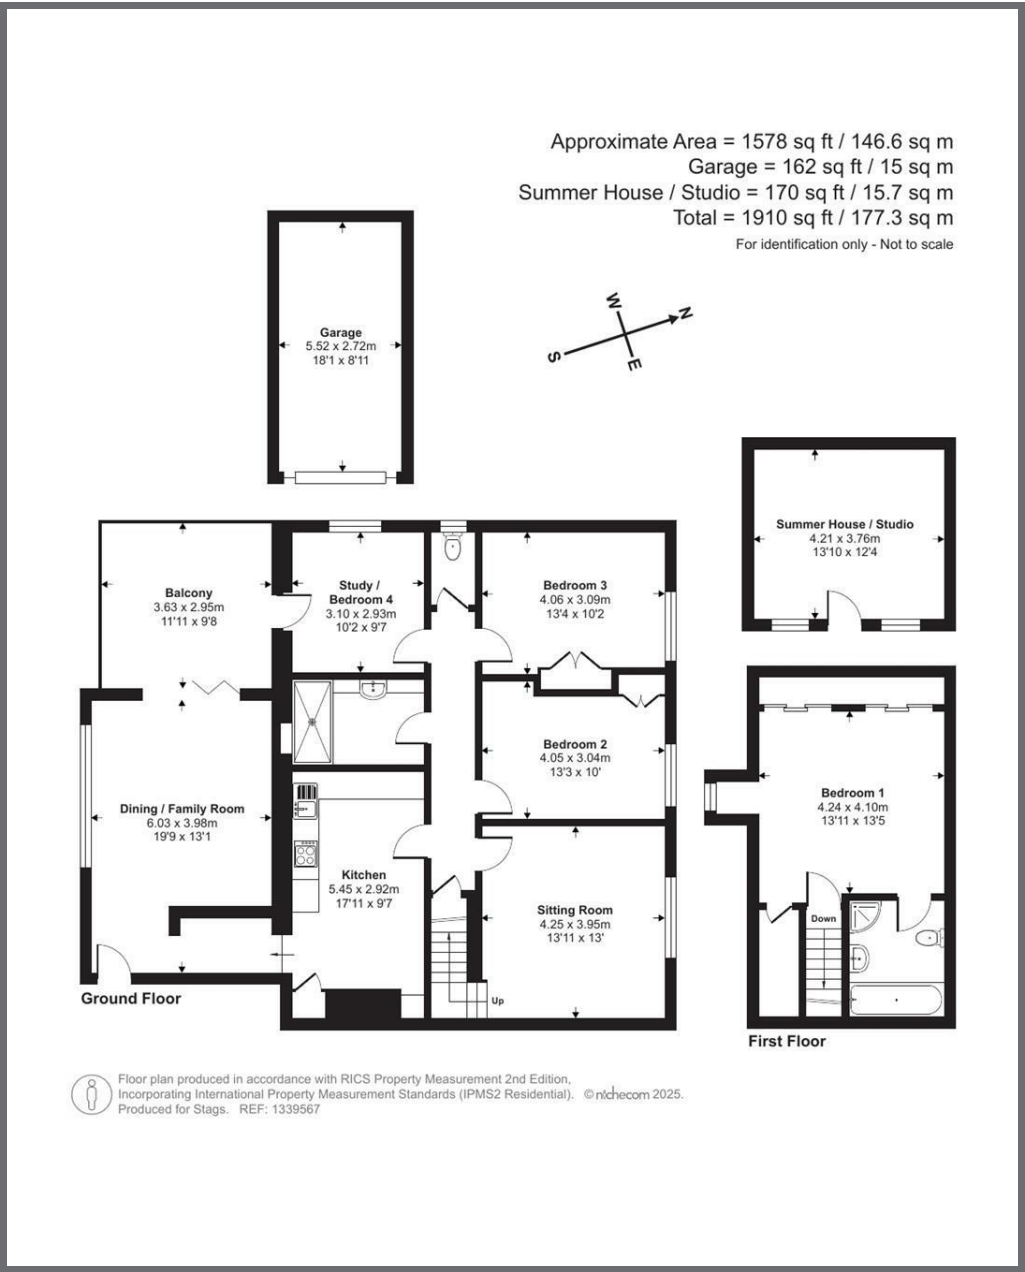 Approximate Area = 1578 sq ft / 146.6 sq m
Garage = 162 sq ft / 15 sq m
Summer House / Studio = 170 sq ft / 15.7 sq m
Total = 1910 sq ft / 177.3 sq m
For identification only - Not to scale
W
N
S
E
Garage
5.52 x 2.72m
18'1 x 8'11
Summer House / Studio
4.21 x 3.76m
13'10 x 12'4
Balcony
3.63 x 2.95m
11'11 x 9'8
Study /
Bedroom 4
3.10 x 2.93m
10'2 x 9'7
Bedroom 3
4.06 x 3.09m
13'4 x 10'2
Bedroom 2
4.05 x 3.04m
13'3 x 10'
Dining / Family Room
6.03 x 3.98m
19'9 x 13'1
Kitchen
5.45 x 2.92m
17'11 x 9'7
Sitting Room
4.25 x 3.95m
13'11 x 13'
Up
Ground Floor
Bedroom 1
4.24 x 4.10m
13'11 x 13'5
Down
First Floor
Floor plan produced in accordance with RICS Property Measurement 2nd Edition,
Incorporating International Property Measurement Standards (IPMS2 Residential). © nichecom 2025.
Produced for Stags. REF: 1339567